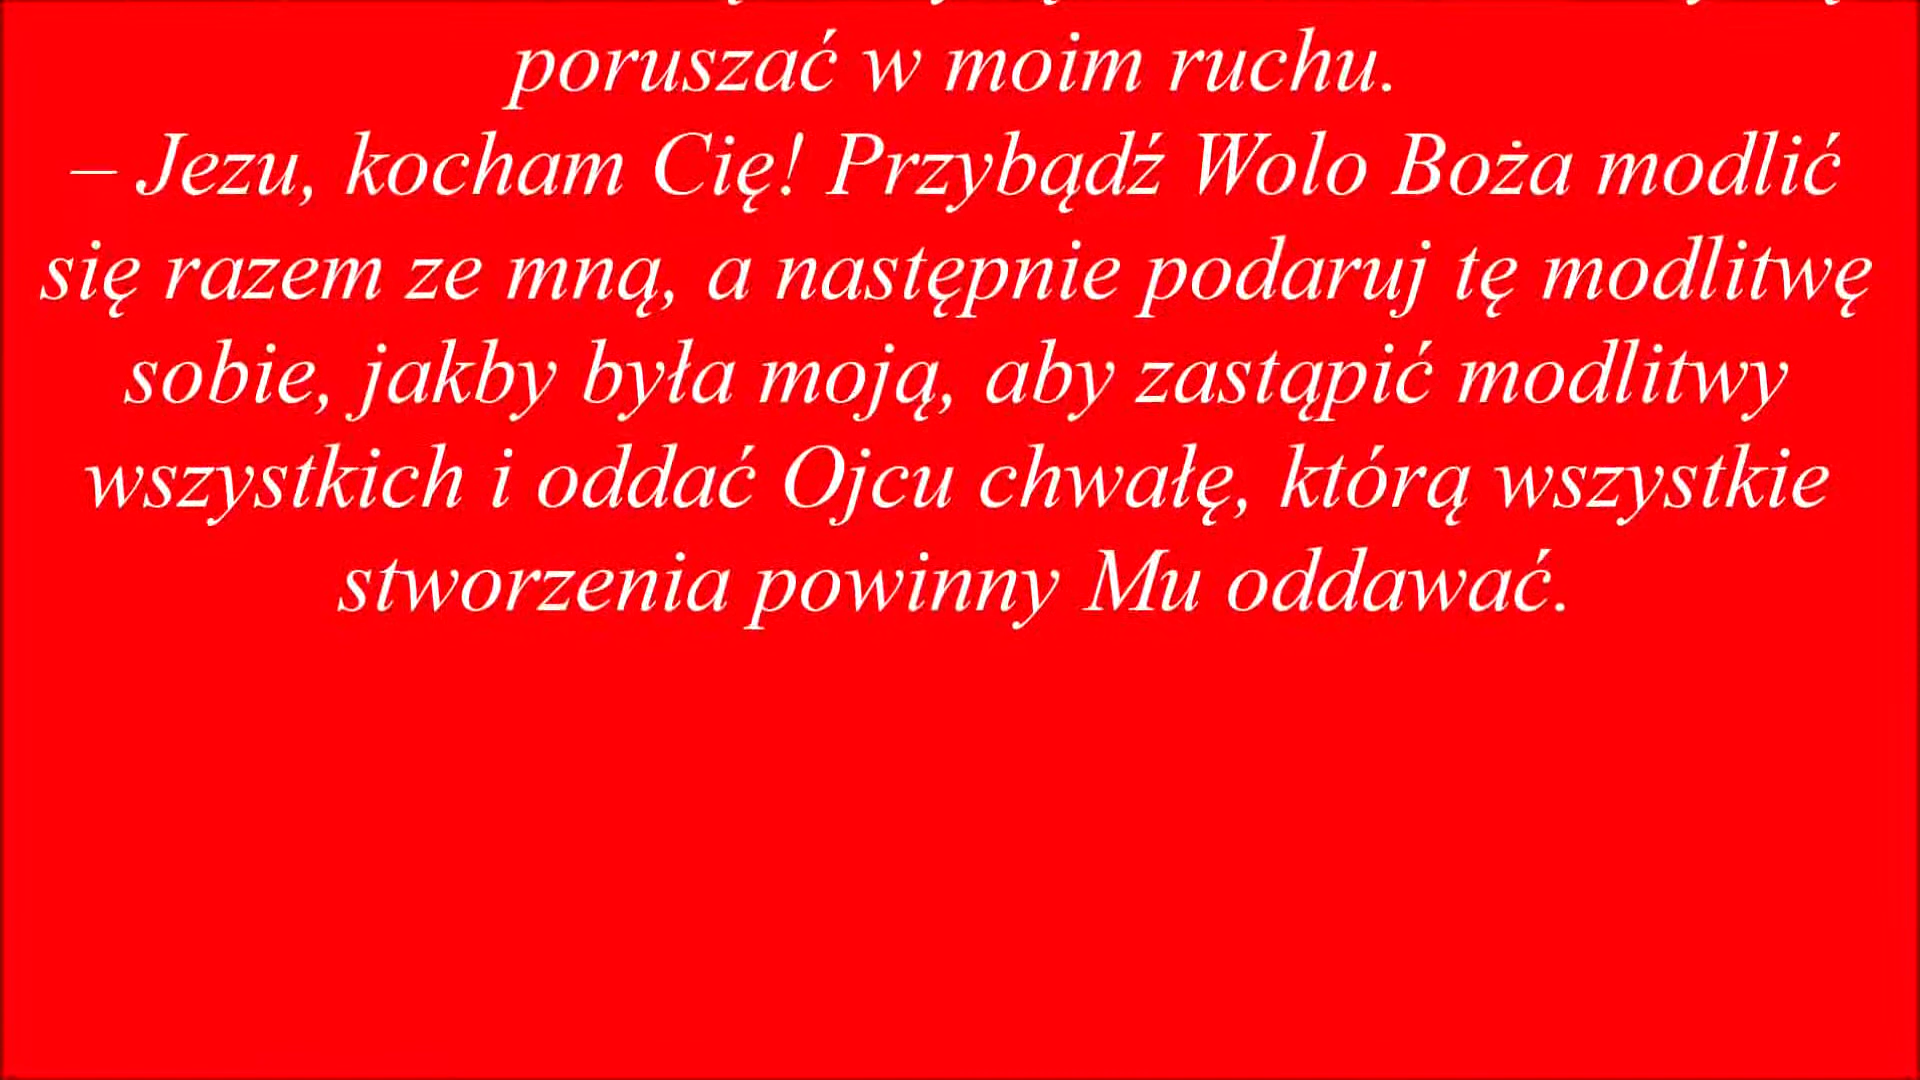 poruszać w moim ruchu.
– Jezu, kocham Cię! Przybądź Wolo Boża modlić
się razem ze mną, a następnie podaruj tę modlitwę
sobie, jakby była moją, aby zastąpić modlitwy
wszystkich i oddać Ojcu chwałę, którą wszystkie
stworzenia powinny Mu oddawać.